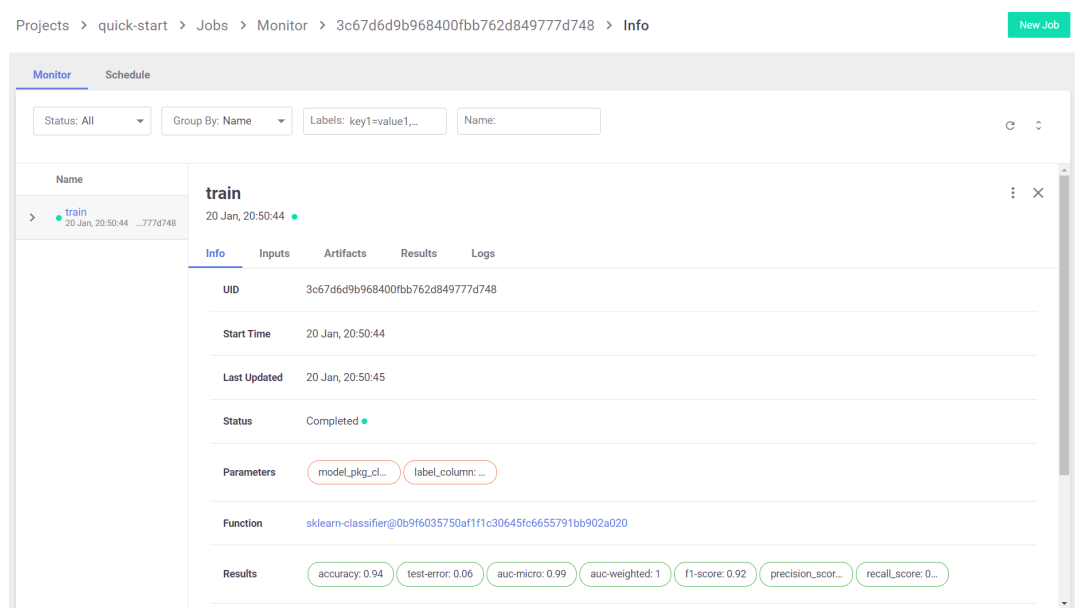 Projects > quick-start > Jobs > Monitor > 3c67d6d9b968400fbb762d849777d748 > Info
New Job
Monitor Schedule
Status: All Group By: Name Labels: key1=value1,... Name:
Name
train
20 Jan, 20:50:44 ...777d748
train
20 Jan, 20:50:44
Info Inputs Artifacts Results Logs
UID 3c67d6d9b968400fbb762d849777d748
Start Time 20 Jan, 20:50:44
Last Updated 20 Jan, 20:50:45
Status Completed
Parameters model_pkg_cl... label_column: ...
Function sklearn-classifier@0b9f6035750af1f1c30645fc6655791bb902a020
Results accuracy: 0.94 test-error: 0.06 auc-micro: 0.99 auc-weighted: 1 f1-score: 0.92 precision_scor... recall_score: 0...